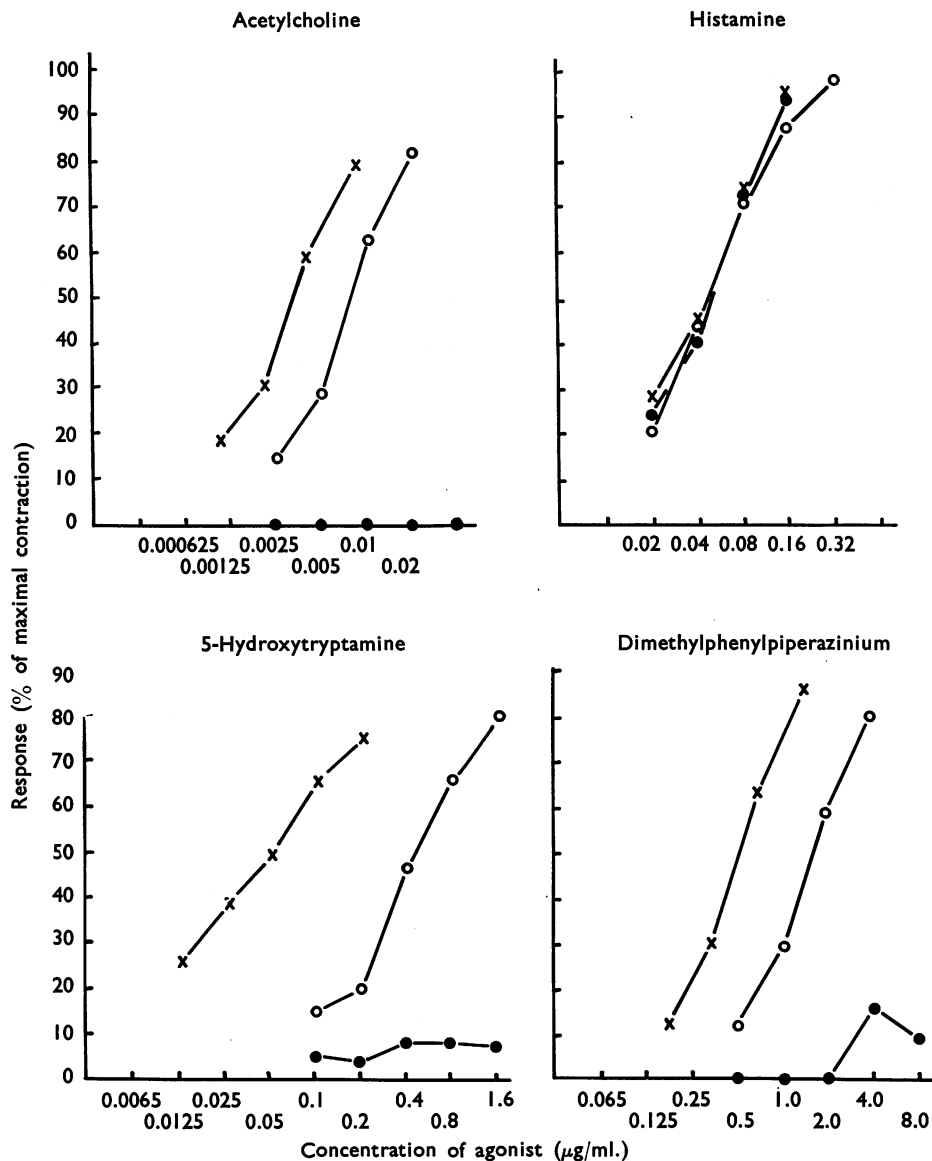 Acetylcholine
Histamine
100
90
80
70
60
50
40
30
20
10
0
0.000625 0.0025 0.01
0.00125 0.005 0.02
0.02 0.04 0.08 0.16 0.32
5-Hydroxytryptamine
Dimethylphenylpiperazinium
90
80
70
50
40
30
20
10
0
0.0065 0.025 0.1 0.4 1.6
0.0125 0.05 0.2 0.8
0.065 0.25 1.0 4.0
0.125 0.5 2.0 8.0
Response (% of maximal contraction)
Concentration of agonist (μg/ml.)